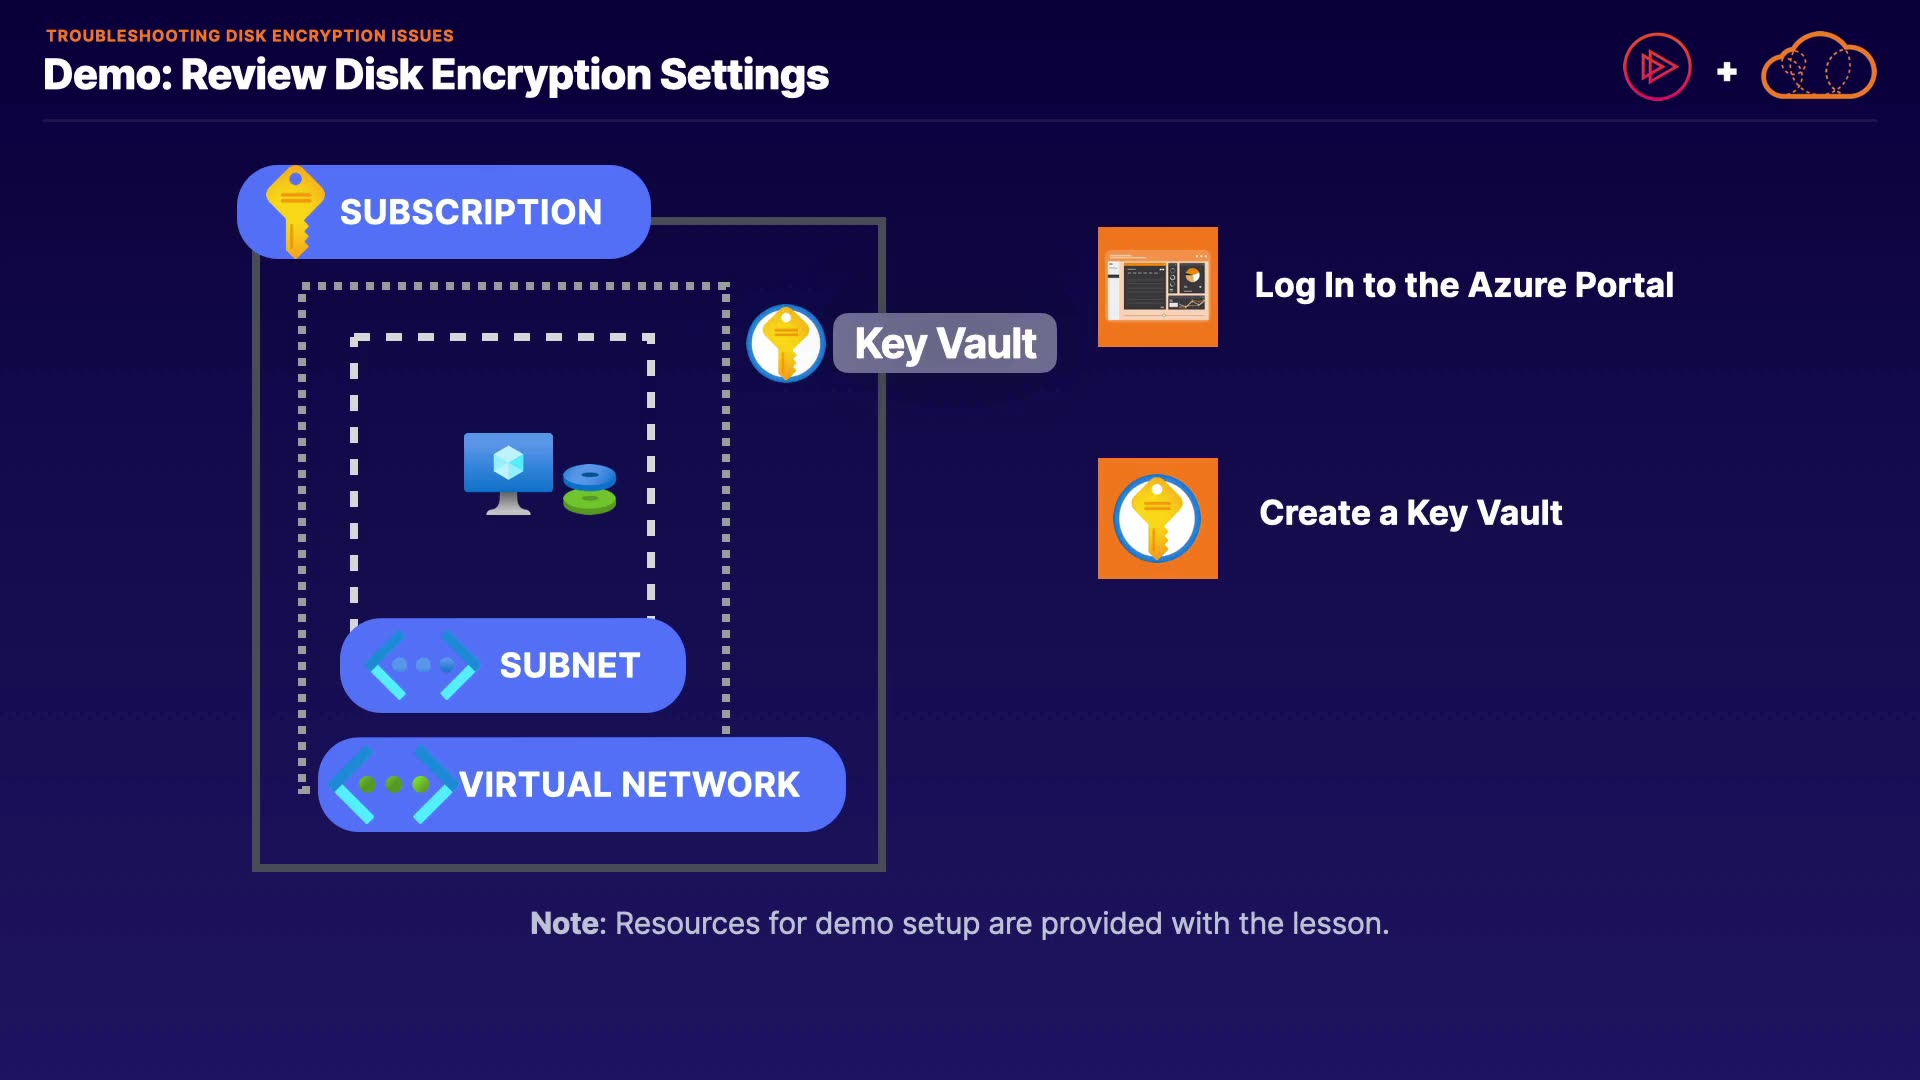 TROUBLESHOOTING DISK ENCRYPTION ISSUES
Demo: Review Disk Encryption Settings
SUBSCRIPTION
Key Vault
SUBNET
VIRTUAL NETWORK
Log In to the Azure Portal
Create a Key Vault
Note: Resources for demo setup are provided with the lesson.